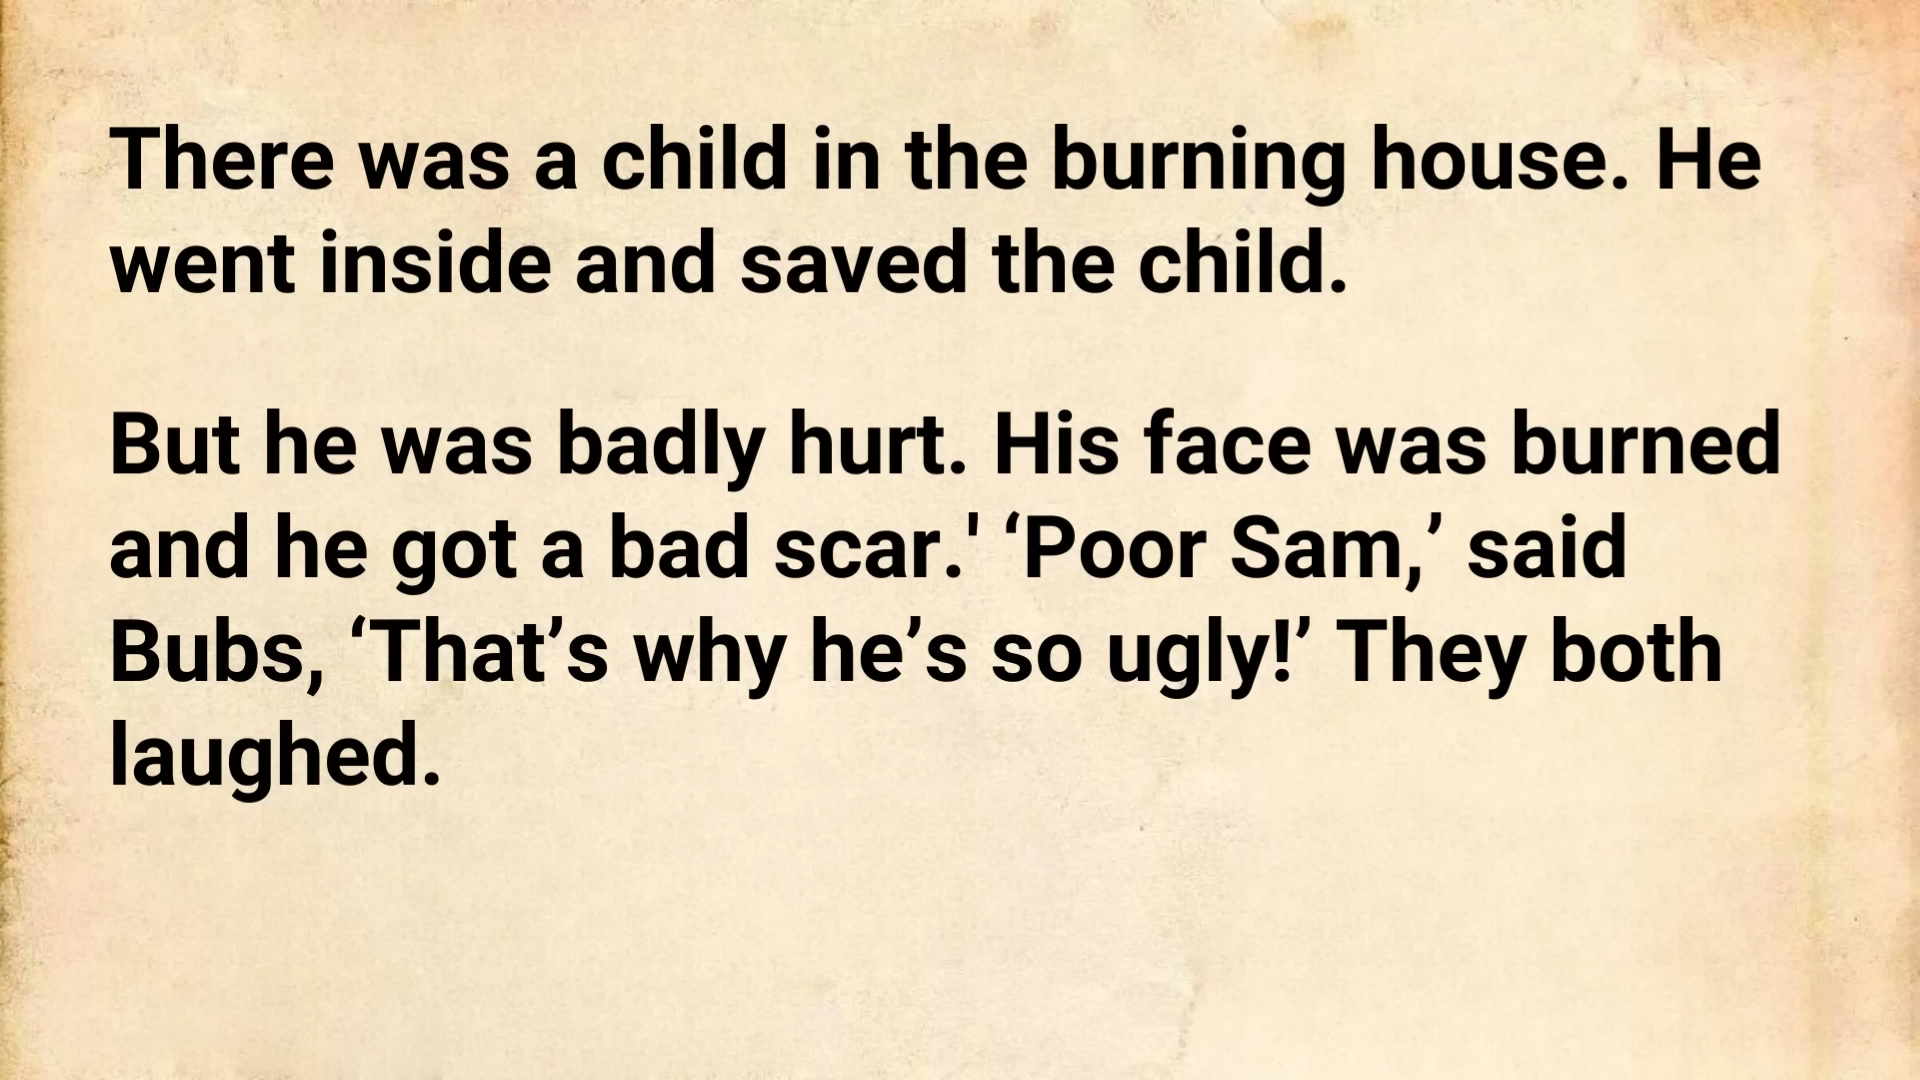 There was a child in the burning house. He
went inside and saved the child.
But he was badly hurt. His face was burned
and he got a bad scar.' ‘Poor Sam,’ said
Bubs, ‘That’s why he’s so ugly!’ They both
laughed.